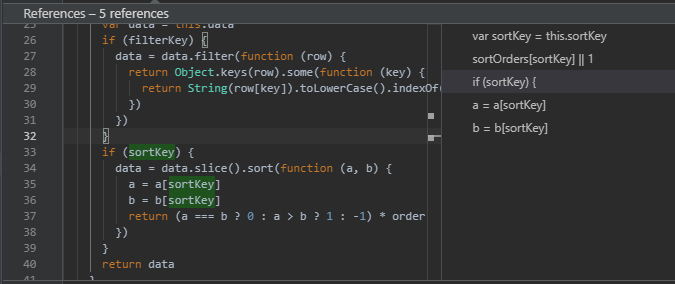 References – 5 references
25 var data = this.data
26 if (filterKey) {
27 data = data.filter(function (row) {
28 return Object.keys(row).some(function (key) {
29 return String(row[key]).toLowerCase().indexOf(
30 })
31 })
32 }
33 if (sortKey) {
34 data = data.slice().sort(function (a, b) {
35 a = a[sortKey]
36 b = b[sortKey]
37 return (a === b ? 0 : a > b ? 1 : -1) * order
38 })
39 }
40 return data
41 }
var sortKey = this.sortKey
sortOrders[sortKey] || 1
if (sortKey) {
a = a[sortKey]
b = b[sortKey]